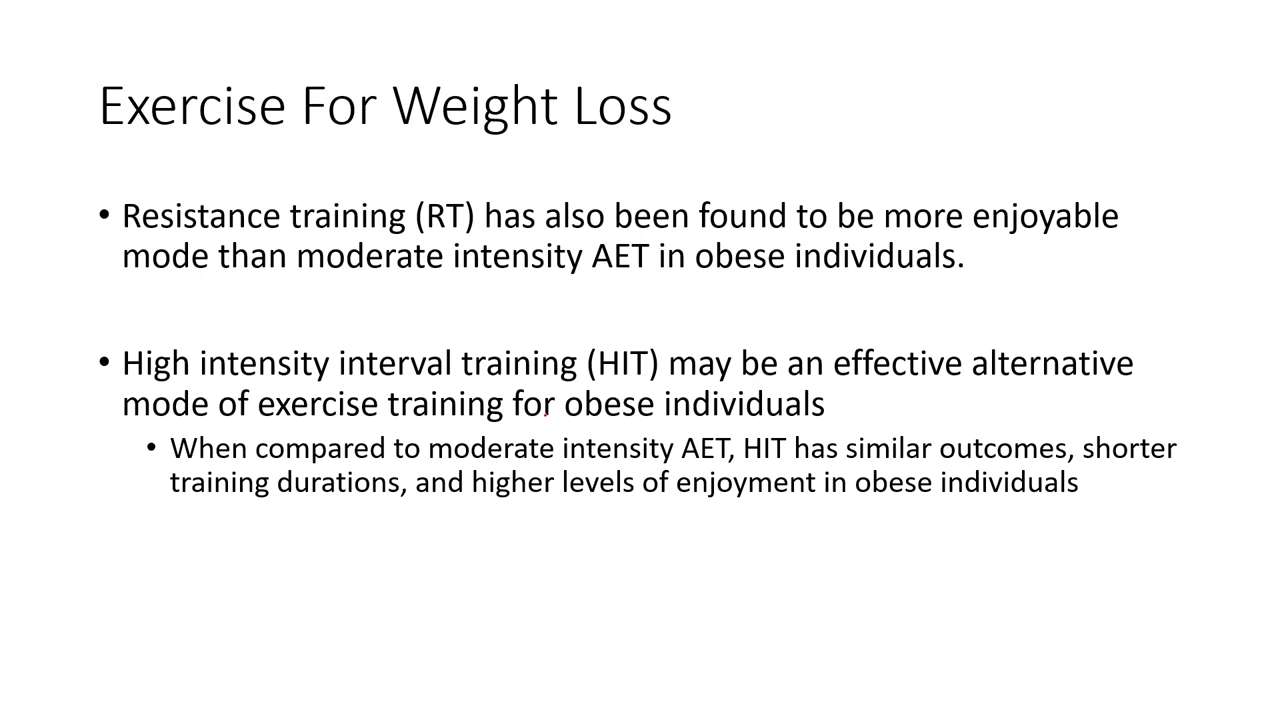 Exercise For Weight Loss
• Resistance training (RT) has also been found to be more enjoyable
mode than moderate intensity AET in obese individuals.
• High intensity interval training (HIT) may be an effective alternative
mode of exercise training for obese individuals
• When compared to moderate intensity AET, HIT has similar outcomes, shorter
training durations, and higher levels of enjoyment in obese individuals